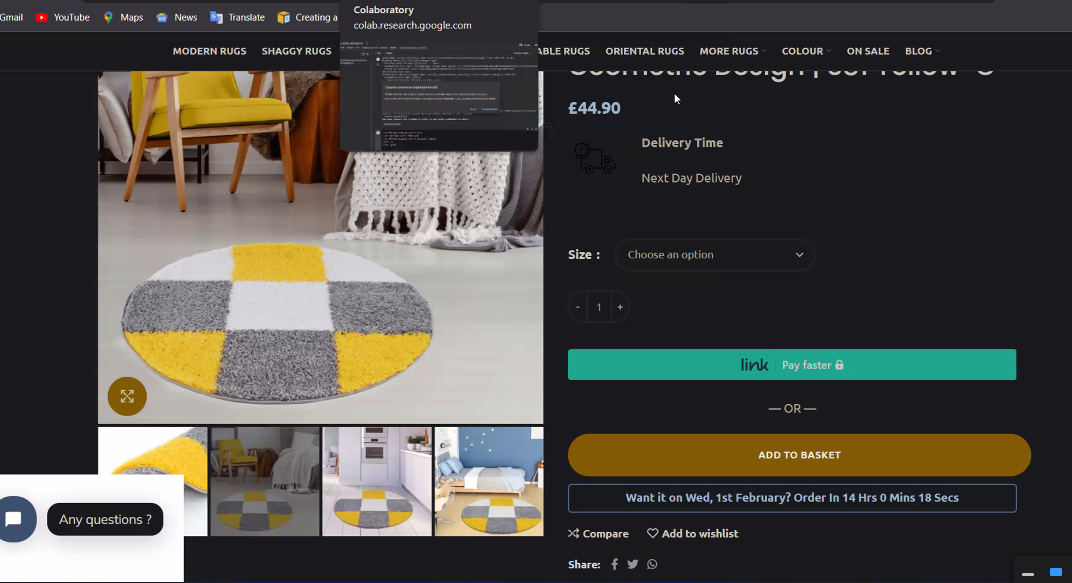 Gmail YouTube Maps News Translate Creating a
Colaboratory
colab.research.google.com
MODERN RUGS SHAGGY RUGS ABLE RUGS ORIENTAL RUGS MORE RUGS COLOUR ON SALE BLOG
£44.90
Delivery Time
Next Day Delivery
Size :
Choose an option
- 1 +
link Pay faster
— OR —
ADD TO BASKET
Want it on Wed, 1st February? Order In 14 Hrs 0 Mins 18 Secs
Compare Add to wishlist
Share:
Any questions ?